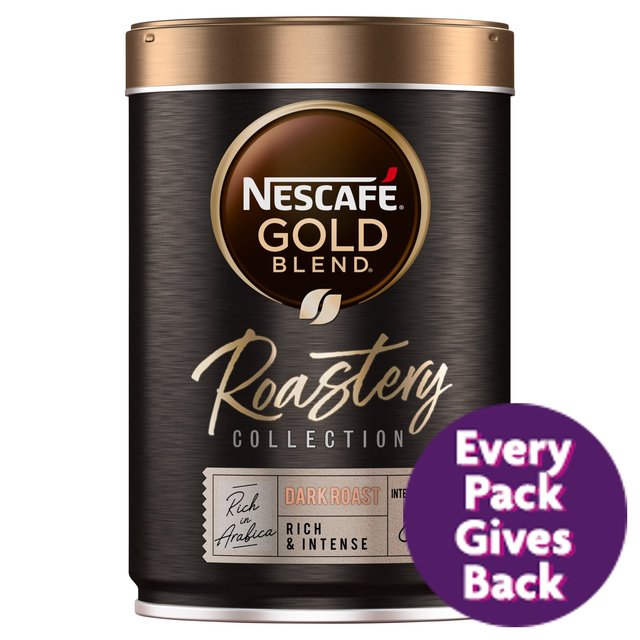 NESCAFÉ®
GOLD
BLEND®
Roastery
COLLECTION
Rich
in
Arabica
DARK ROAST
RICH
& INTENSE
Every
Pack
Gives
Back